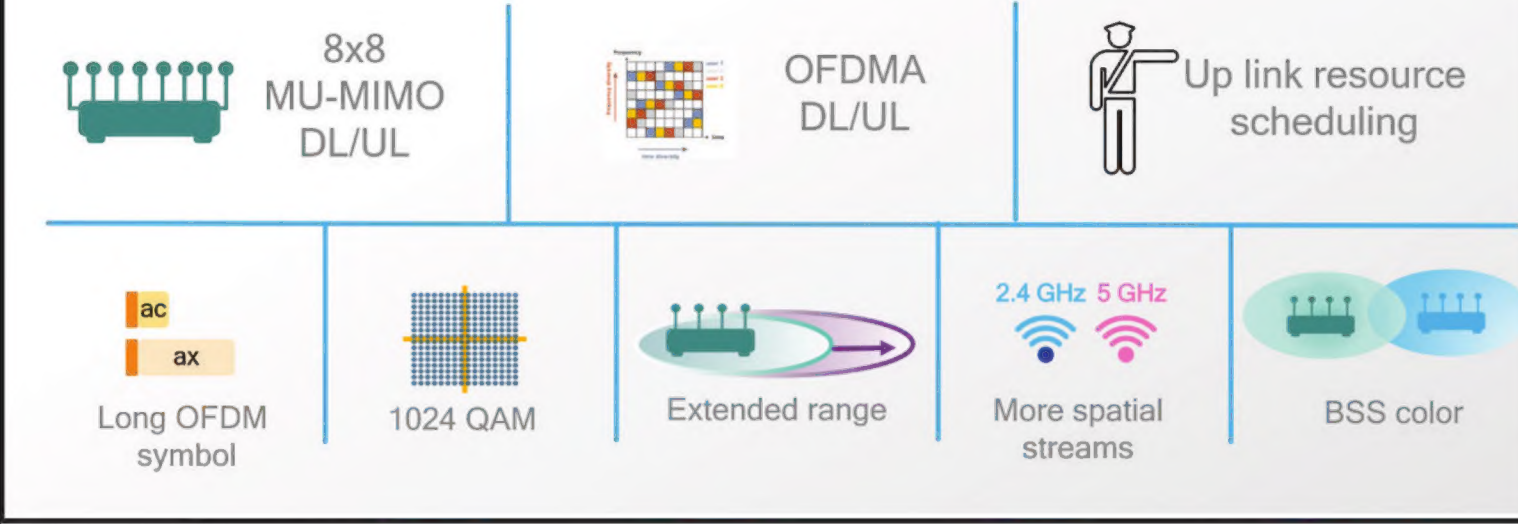 8x8
MU-MIMO
DL/UL
OFDMA
DL/UL
Up link resource
scheduling
ac
ax
Long OFDM
symbol
1024 QAM
Extended range
2.4 GHz 5 GHz
More spatial
streams
BSS color